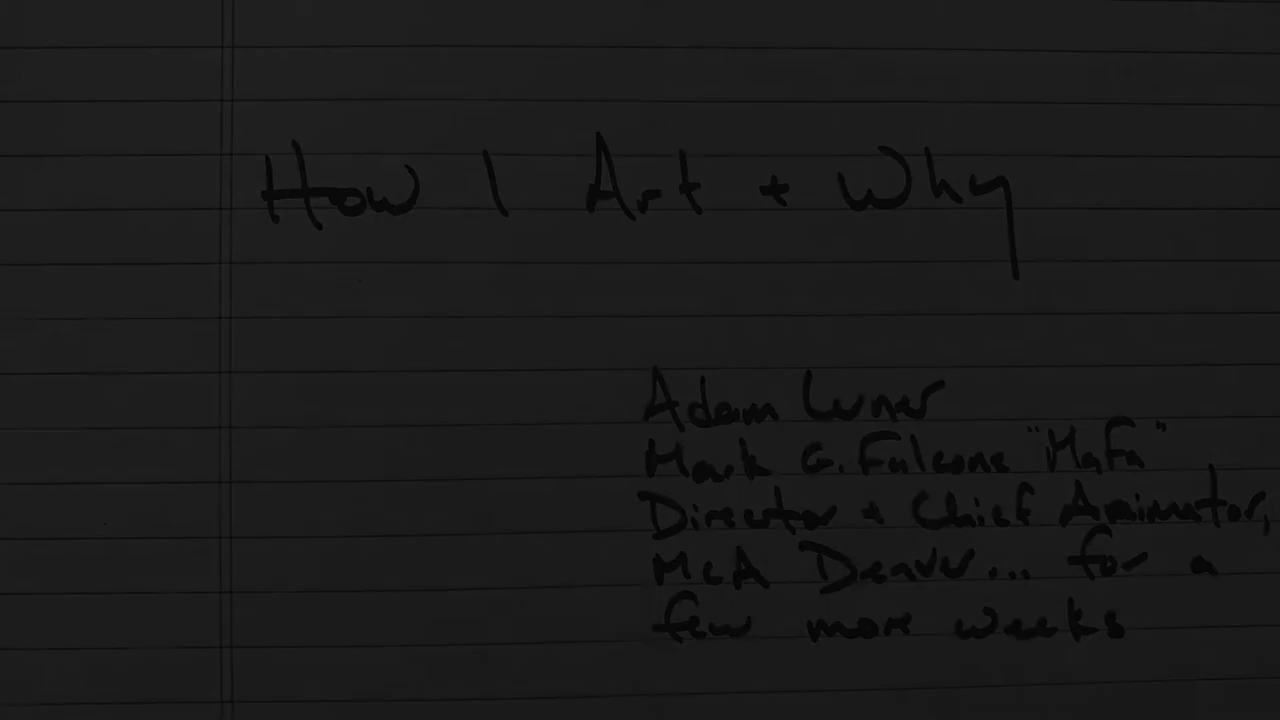 How I Art + Why
Adam Lerner
Mark G. Falcone "MaFa"
Director + Chief Animator,
McA Denver... for a
few more weeks